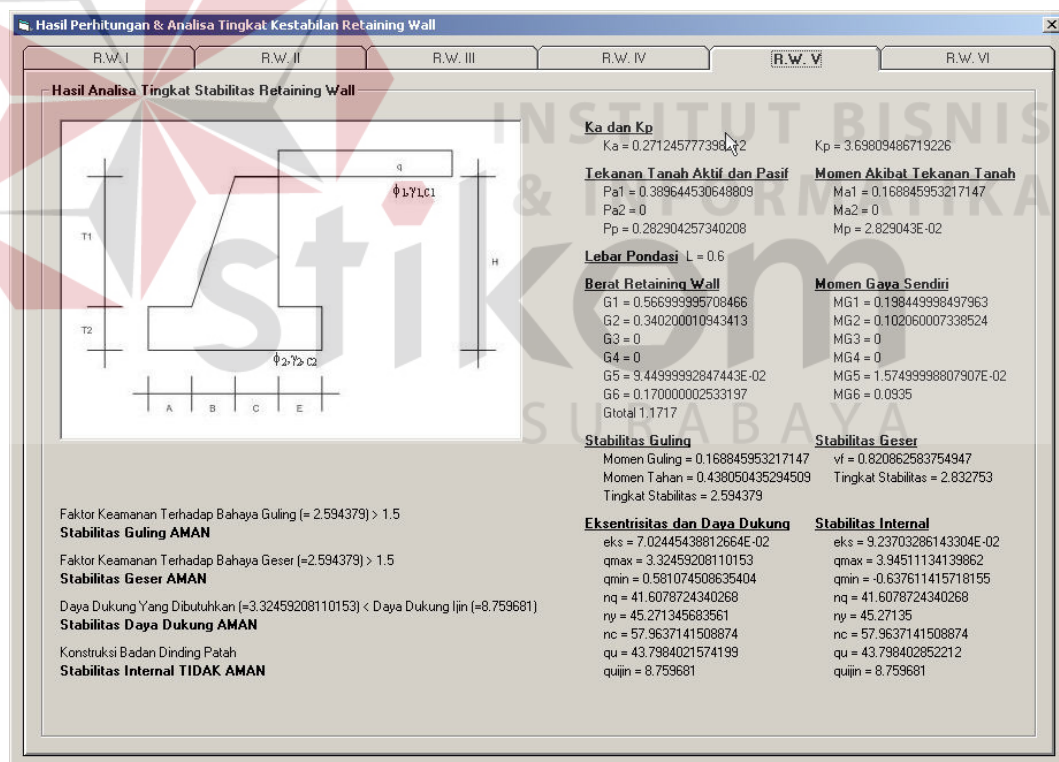 Hasil Perhitungan & Analisa Tingkat Kestabilan Retaining Wall
R.W. I
R.W. II
R.W. III
R.W. IV
R.W. V
R.W. VI
Hasil Analisa Tingkat Stabilitas Retaining Wall
INSTITUT BISNIS
& INFORMATIKA
stikom
SURABAYA
q
ϕ1,γ1,C1
T1
H
T2
ϕ2,γ2,C2
A B C E
Ka dan Kp
Ka = 0.271245777398 2
Kp = 3.69809486719226
Tekanan Tanah Aktif dan Pasif
Pa1 = 0.389644530648809
Pa2 = 0
Pp = 0.282904257340208
Momen Akibat Tekanan Tanah
Ma1 = 0.168845953217147
Ma2 = 0
Mp = 2.829043E-02
Lebar Pondasi L = 0.6
Berat Retaining Wall
G1 = 0.566999995708466
G2 = 0.340200010943413
G3 = 0
G4 = 0
G5 = 9.44999992847443E-02
G6 = 0.170000002533197
Gtotal 1.1717
Momen Gaya Sendiri
MG1 = 0.198449998497963
MG2 = 0.102060007338524
MG3 = 0
MG4 = 0
MG5 = 1.57499998807907E-02
MG6 = 0.0935
Stabilitas Guling
Momen Guling = 0.168845953217147
Momen Tahan = 0.438050435294509
Tingkat Stabilitas = 2.594379
Stabilitas Geser
vf = 0.820862583754947
Tingkat Stabilitas = 2.832753
Eksentrisitas dan Daya Dukung
eks = 7.02445438812664E-02
qmax = 3.32459208110153
qmin = 0.581074508635404
nq = 41.6078724340268
ny = 45.271345683561
nc = 57.9637141508874
qu = 43.7984021574199
quijin = 8.759681
Stabilitas Internal
eks = 9.23703286143304E-02
qmax = 3.94511134139862
qmin = -0.637611415718155
nq = 41.6078724340268
ny = 45.27135
nc = 57.9637141508874
qu = 43.798402852212
quijin = 8.759681
Faktor Keamanan Terhadap Bahaya Guling (= 2.594379) > 1.5
Stabilitas Guling AMAN
Faktor Keamanan Terhadap Bahaya Geser (=2.594379) > 1.5
Stabilitas Geser AMAN
Daya Dukung Yang Dibutuhkan (=3.32459208110153) < Daya Dukung Ijin (=8.759681)
Stabilitas Daya Dukung AMAN
Konstruksi Badan Dinding Patah
Stabilitas Internal TIDAK AMAN